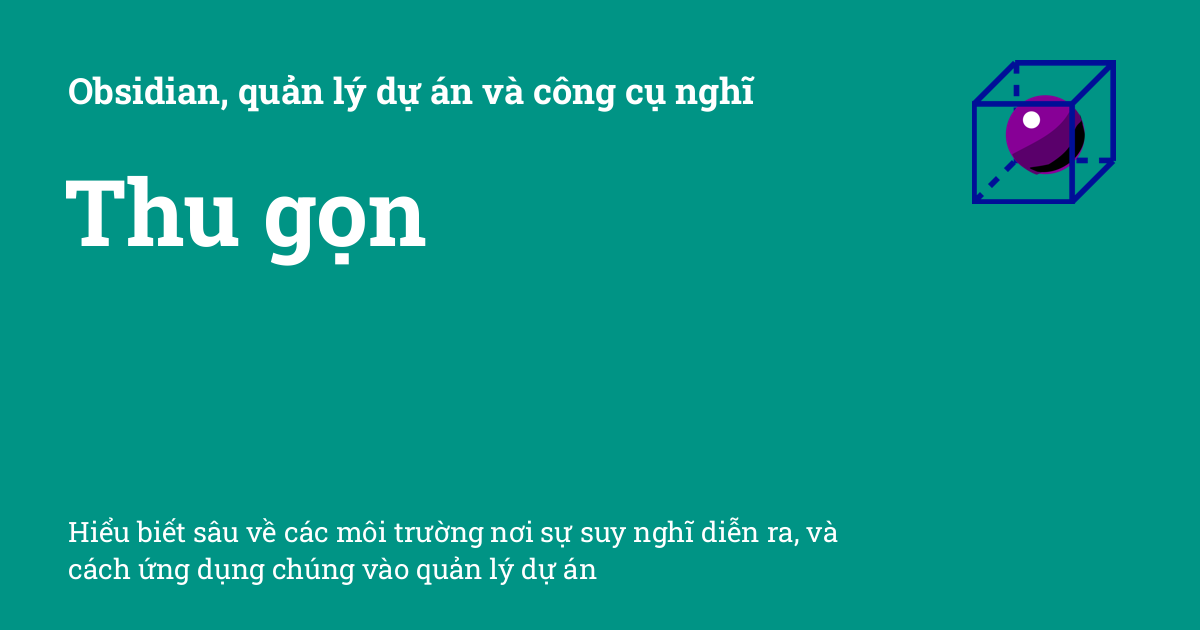 Obsidian, quản lý dự án và công cụ nghĩ
Thu gọn
Hiểu biết sâu về các môi trường nơi sự suy nghĩ diễn ra, và
cách ứng dụng chúng vào quản lý dự án